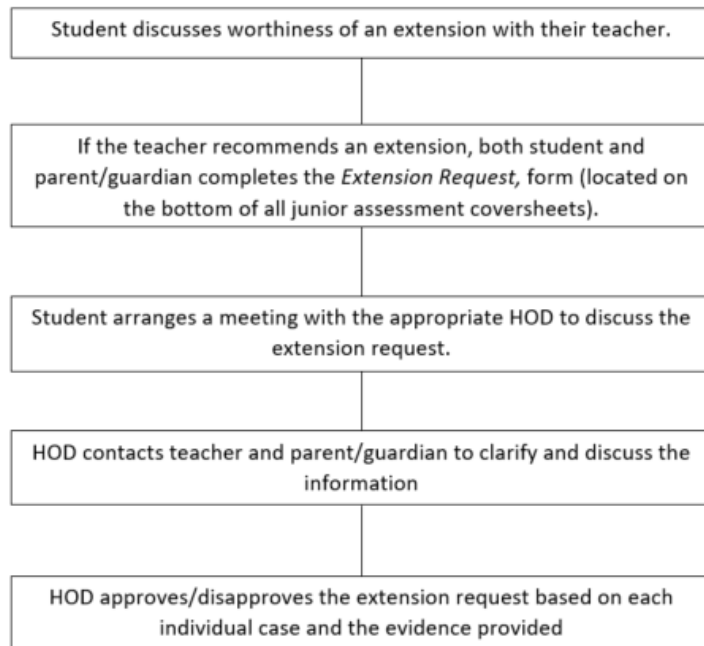 Student discusses worthiness of an extension with their teacher.
If the teacher recommends an extension, both student and
parent/guardian completes the Extension Request, form (located on
the bottom of all junior assessment coversheets).
Student arranges a meeting with the appropriate HOD to discuss the
extension request.
HOD contacts teacher and parent/guardian to clarify and discuss the
information
HOD approves/disapproves the extension request based on each
individual case and the evidence provided